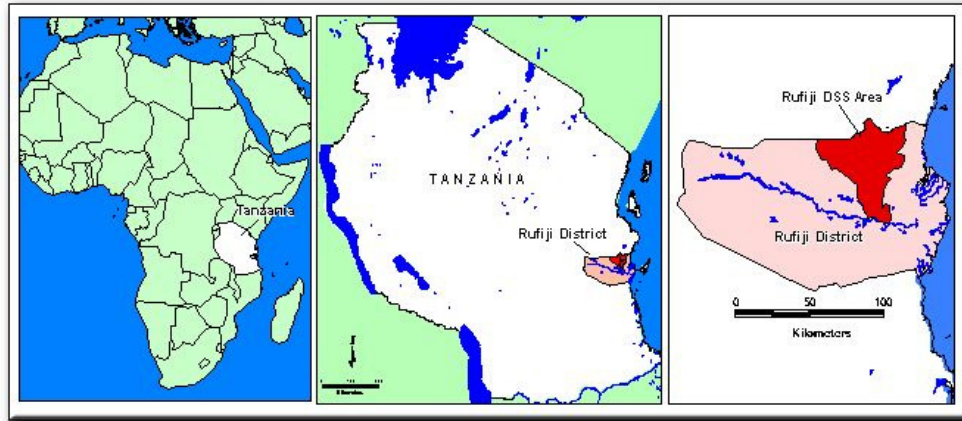 Tanzania
TANZANIA
Rufiji District
Rufiji DSS Area
Rufiji District
0 50 100
Kilometers